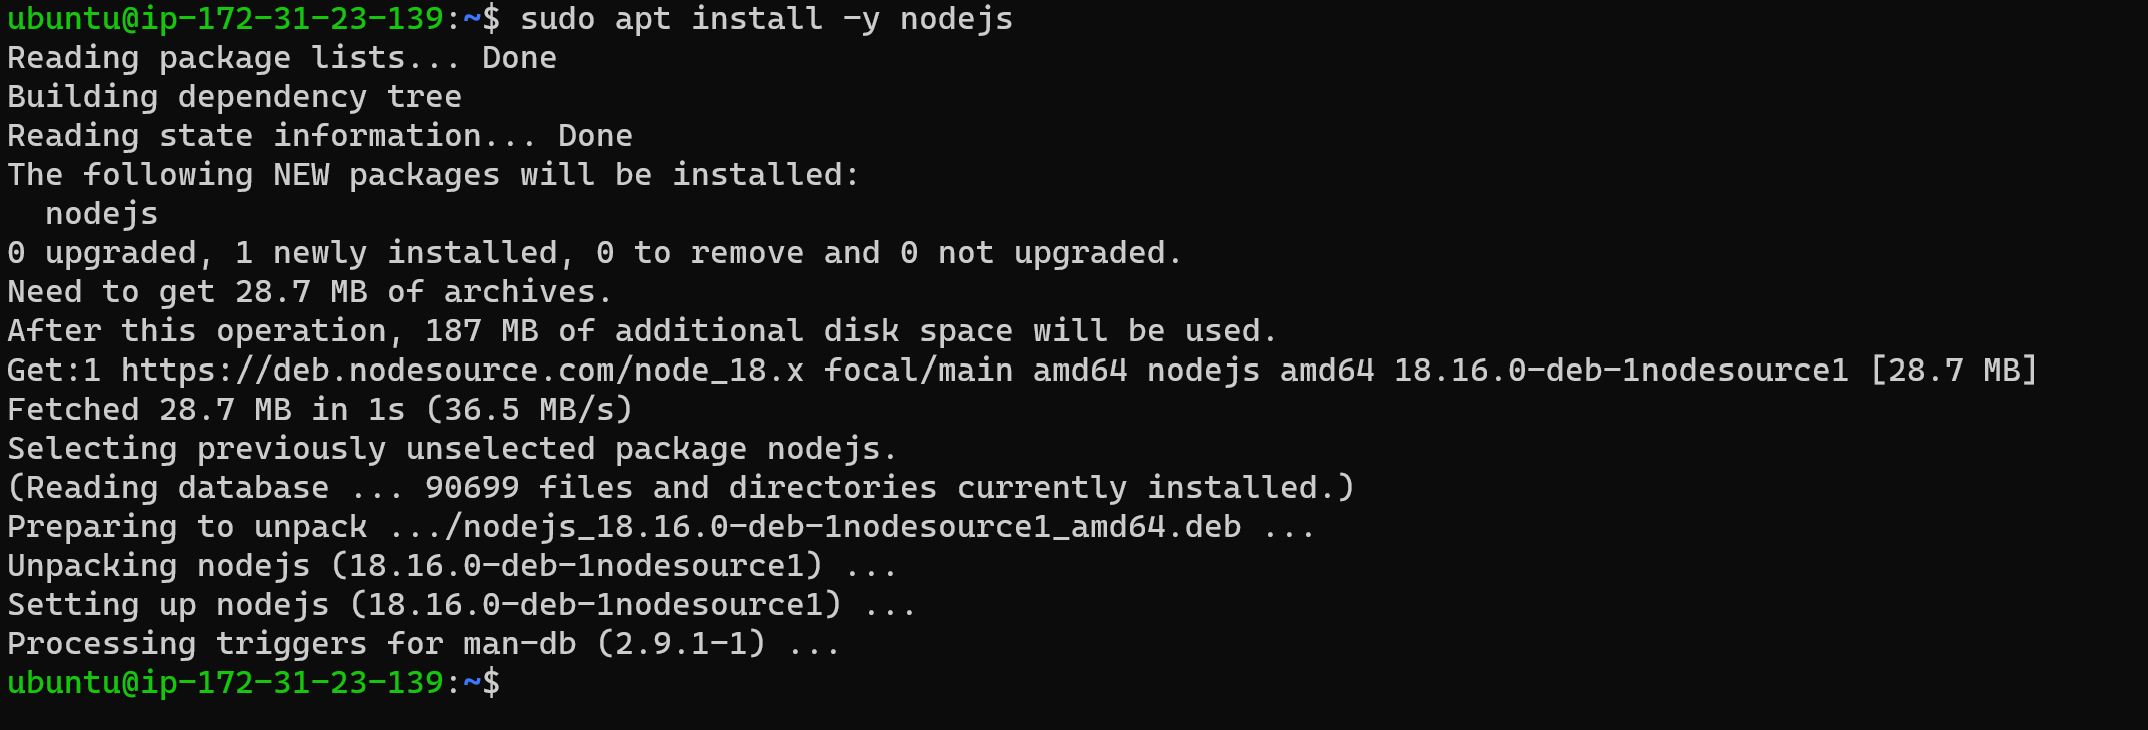 ubuntu@ip-172-31-23-139:~$ sudo apt install -y nodejs
Reading package lists... Done
Building dependency tree
Reading state information... Done
The following NEW packages will be installed:
  nodejs
0 upgraded, 1 newly installed, 0 to remove and 0 not upgraded.
Need to get 28.7 MB of archives.
After this operation, 187 MB of additional disk space will be used.
Get:1 https://deb.nodesource.com/node_18.x focal/main amd64 nodejs amd64 18.16.0-deb-1nodesource1 [28.7 MB]
Fetched 28.7 MB in 1s (36.5 MB/s)
Selecting previously unselected package nodejs.
(Reading database ... 90699 files and directories currently installed.)
Preparing to unpack .../nodejs_18.16.0-deb-1nodesource1_amd64.deb ...
Unpacking nodejs (18.16.0-deb-1nodesource1) ...
Setting up nodejs (18.16.0-deb-1nodesource1) ...
Processing triggers for man-db (2.9.1-1) ...
ubuntu@ip-172-31-23-139:~$